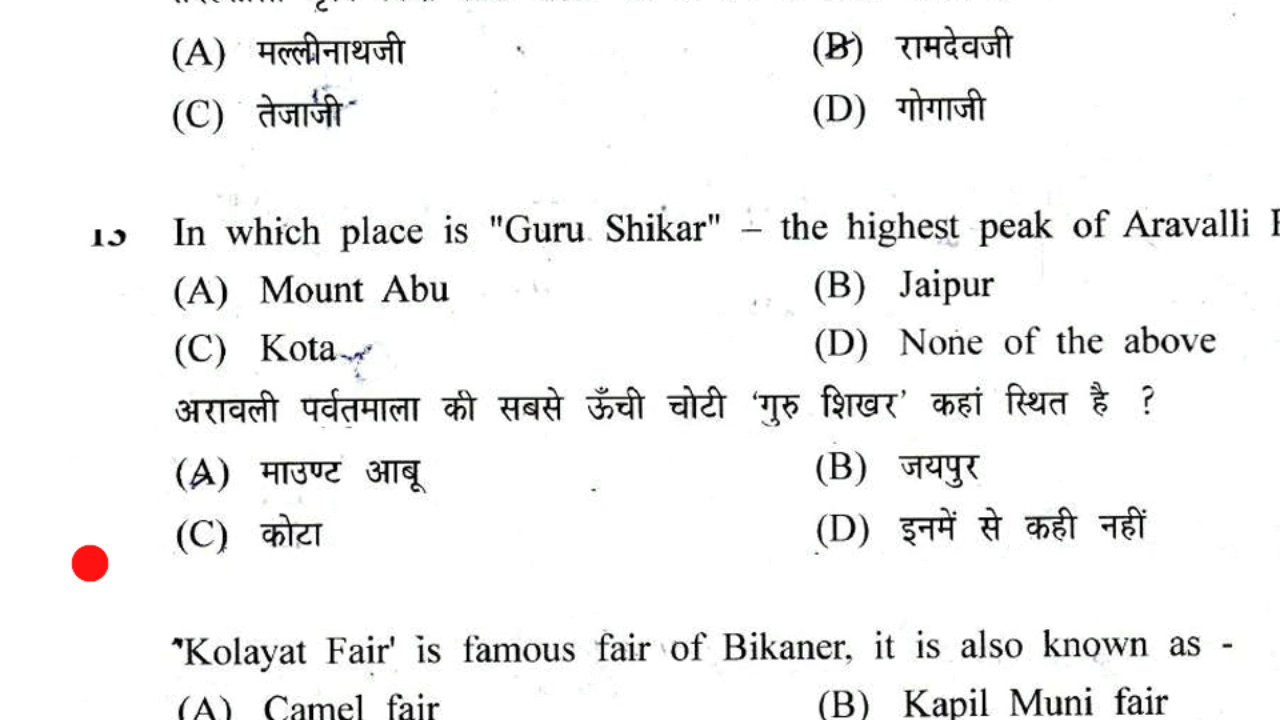 (A) मल्लीनाथजी (B) रामदेवजी
(C) तेजाजी (D) गोगाजी
15 In which place is "Guru Shikar" – the highest peak of Aravalli
(A) Mount Abu (B) Jaipur
(C) Kota (D) None of the above
अरावली पर्वतमाला की सबसे ऊँची चोटी ‘गुरु शिखर’ कहां स्थित है ?
(A) माउण्ट आबू (B) जयपुर
(C) कोटा (D) इनमें से कही नहीं
'Kolayat Fair' is famous fair of Bikaner, it is also known as -
(A) Camel fair (B) Kapil Muni fair